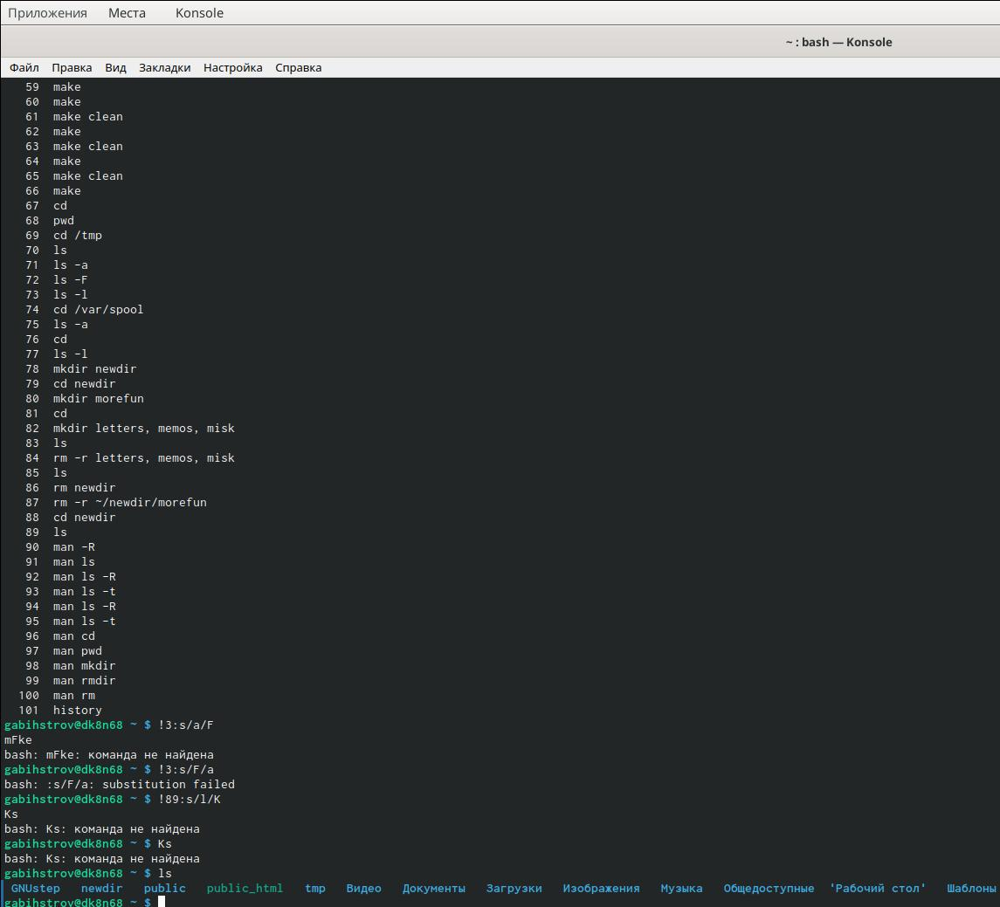 Приложения Места Konsole
~ : bash — Konsole
Файл Правка Вид Закладки Настройка Справка
59 make
60 make
61 make clean
62 make
63 make clean
64 make
65 make clean
66 make
67 cd
68 pwd
69 cd /tmp
70 ls
71 ls -a
72 ls -F
73 ls -l
74 cd /var/spool
75 ls -a
76 cd
77 ls -l
78 mkdir newdir
79 cd newdir
80 mkdir morefun
81 cd
82 mkdir letters, memos, misk
83 ls
84 rm -r letters, memos, misk
85 ls
86 rm newdir
87 rm -r ~/newdir/morefun
88 cd newdir
89 ls
90 man -R
91 man ls
92 man ls -R
93 man ls -t
94 man ls -R
95 man ls -t
96 man cd
97 man pwd
98 man mkdir
99 man rmdir
100 man rm
101 history
gabihstrov@dk8n68 ~ $ !3:s/a/F
mFke
bash: mFke: команда не найдена
gabihstrov@dk8n68 ~ $ !3:s/F/a
bash: :s/F/a: substitution failed
gabihstrov@dk8n68 ~ $ !89:s/l/K
Ks
bash: Ks: команда не найдена
gabihstrov@dk8n68 ~ $ Ks
bash: Ks: команда не найдена
gabihstrov@dk8n68 ~ $ ls
GNUstep newdir public public_html tmp Видео Документы Загрузки Изображения Музыка Общедоступные 'Рабочий стол' Шаблоны
gabihstrov@dk8n68 ~ $